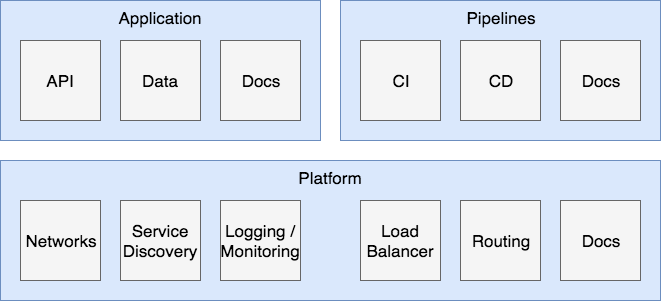 Application
API
Data
Docs
Pipelines
CI
CD
Docs
Platform
Networks
Service
Discovery
Logging /
Monitoring
Load
Balancer
Routing
Docs